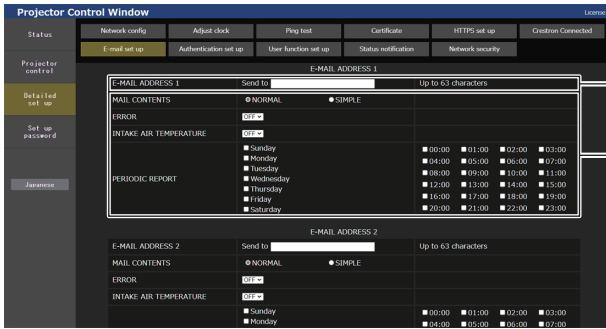 Projector Control Window
License
Status
Projector control
Detailed set up
Set up password
Japanese
Network config Adjust clock Ping test Certificate HTTPS set up Crestron Connected
E-mail set up Authentication set up User function set up Status notification Network security
E-MAIL ADDRESS 1
E-MAIL ADDRESS 1 Send to Up to 63 characters
MAIL CONTENTS NORMAL SIMPLE
ERROR OFF
INTAKE AIR TEMPERATURE OFF
PERIODIC REPORT
Sunday
Monday
Tuesday
Wednesday
Thursday
Friday
Saturday
00:00 01:00 02:00 03:00
04:00 05:00 06:00 07:00
08:00 09:00 10:00 11:00
12:00 13:00 14:00 15:00
16:00 17:00 18:00 19:00
20:00 21:00 22:00 23:00
E-MAIL ADDRESS 2
E-MAIL ADDRESS 2 Send to Up to 63 characters
MAIL CONTENTS NORMAL SIMPLE
ERROR OFF
INTAKE AIR TEMPERATURE OFF
Sunday
Monday
00:00 01:00 02:00 03:00
04:00 05:00 06:00 07:00